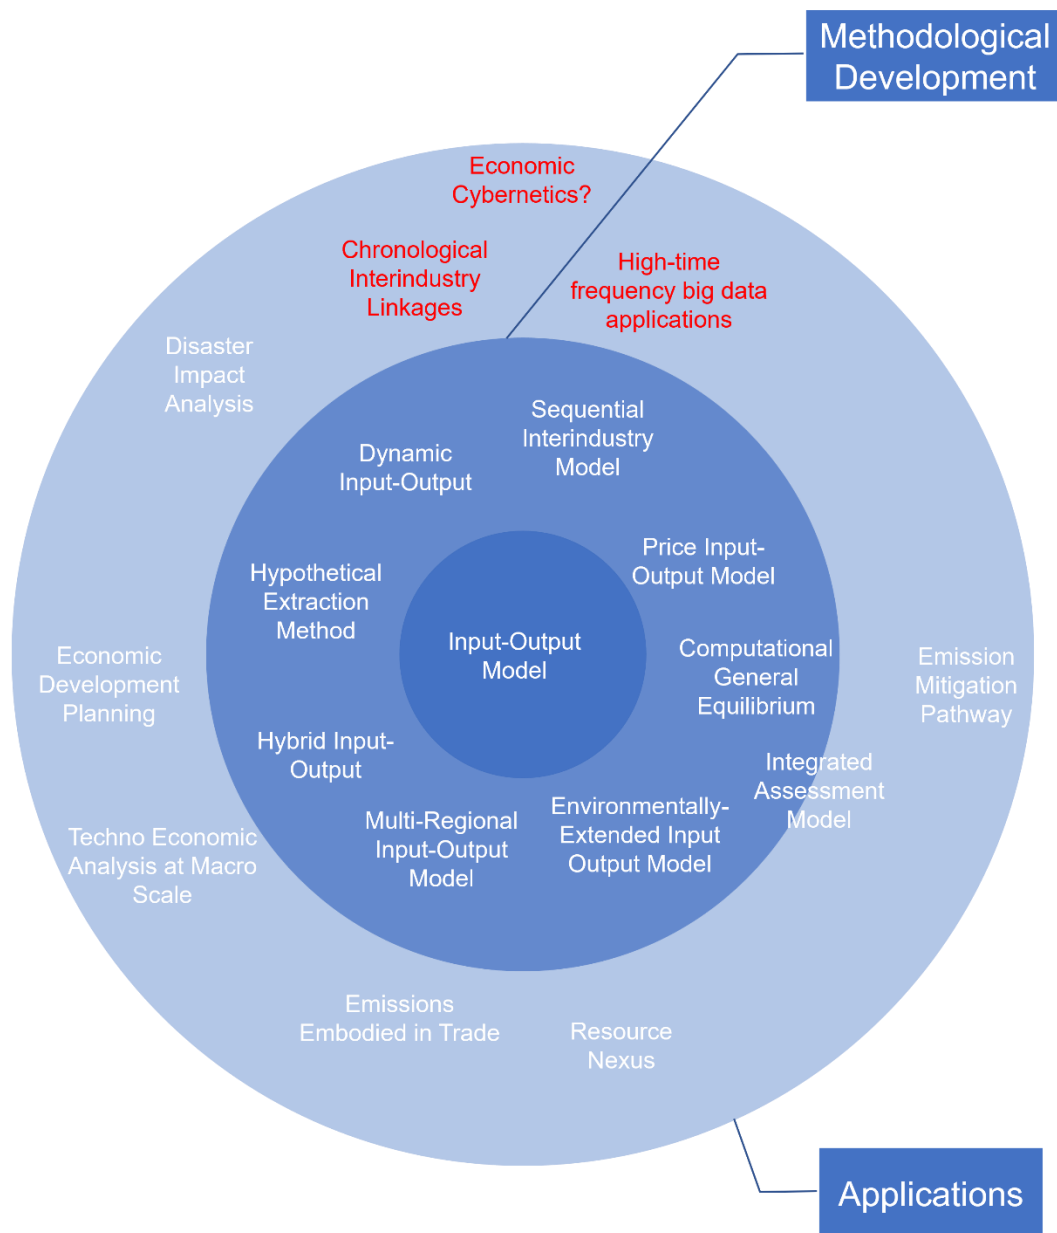 Methodological
Development
Economic
Cybernetics?
Chronological
Interindustry
Linkages
High-time
frequency big data
applications
Disaster
Impact
Analysis
Sequential
Interindustry
Model
Dynamic
Input-Output
Price Input-
Output Model
Hypothetical
Extraction
Method
Input-Output
Model
Computational
General
Equilibrium
Economic
Development
Planning
Emission
Mitigation
Pathway
Hybrid Input-
Output
Integrated
Assessment
Model
Multi-Regional
Input-Output
Model
Environmentally-
Extended Input
Output Model
Techno Economic
Analysis at Macro
Scale
Emissions
Embodied in Trade
Resource
Nexus
Applications